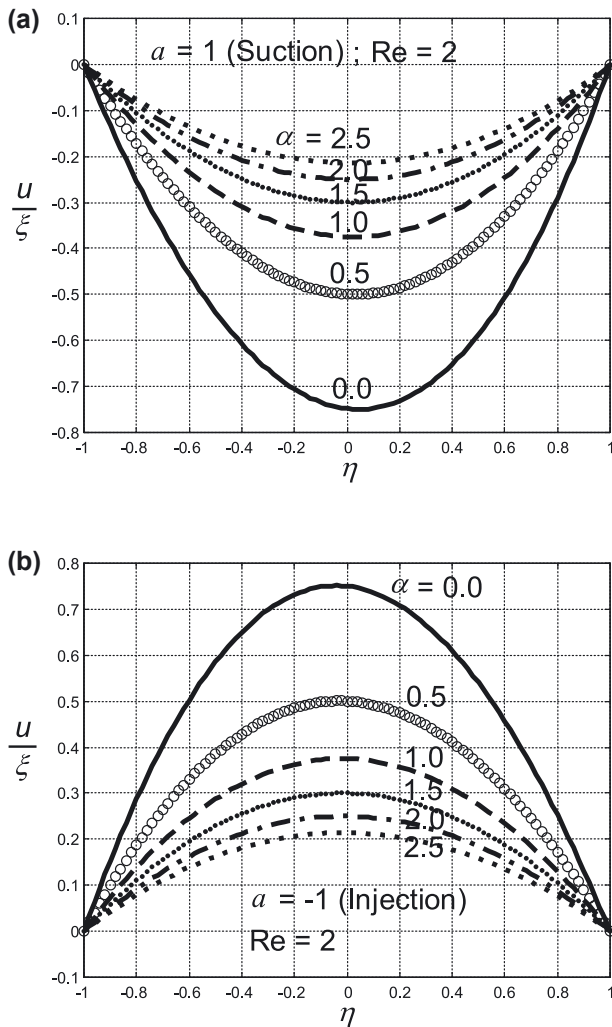 (a)
a = 1 (Suction) ; Re = 2
0.1
0
-0.1
-0.2
-0.3
-0.4
-0.5
-0.6
-0.7
-0.8
u
ξ
α = 2.5
2.0
1.5
1.0
0.5
0.0
-1 -0.8 -0.6 -0.4 -0.2 0 0.2 0.4 0.6 0.8 1
η
(b)
0.8
0.7
0.6
0.5
0.4
0.3
0.2
0.1
0
-0.1
u
ξ
α = 0.0
0.5
1.0
1.5
2.0
2.5
a = -1 (Injection)
Re = 2
-1 -0.8 -0.6 -0.4 -0.2 0 0.2 0.4 0.6 0.8 1
η